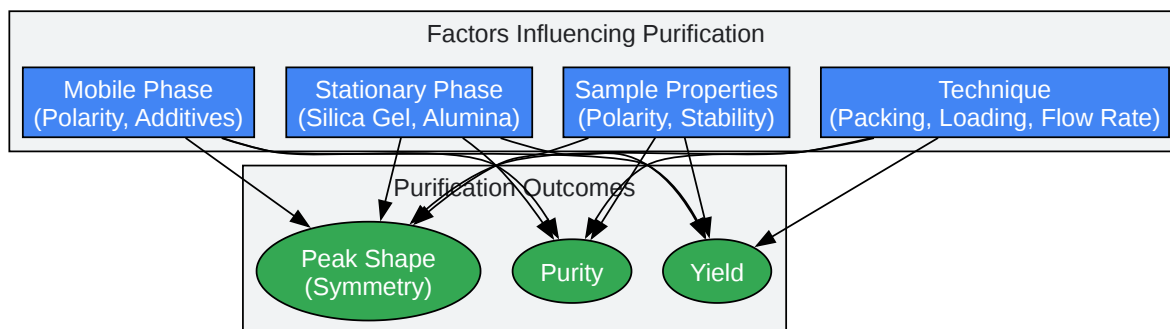 Factors Influencing Purification
Mobile Phase
(Polarity, Additives)
Stationary Phase
(Silica Gel, Alumina)
Sample Properties
(Polarity, Stability)
Technique
(Packing, Loading, Flow Rate)
Purification Outcomes
Peak Shape
(Symmetry)
Purity
Yield